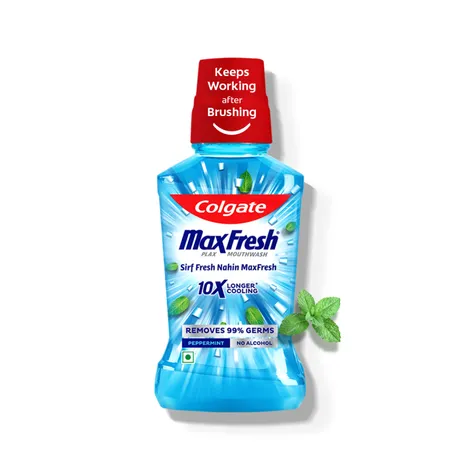 Keeps
Working
after
Brushing
Colgate
MaxFresh®
PLAX MOUTHWASH
Sirf Fresh Nahin MaxFresh
10X LONGER*
COOLING
REMOVES 99% GERMS
PEPPERMINT NO ALCOHOL